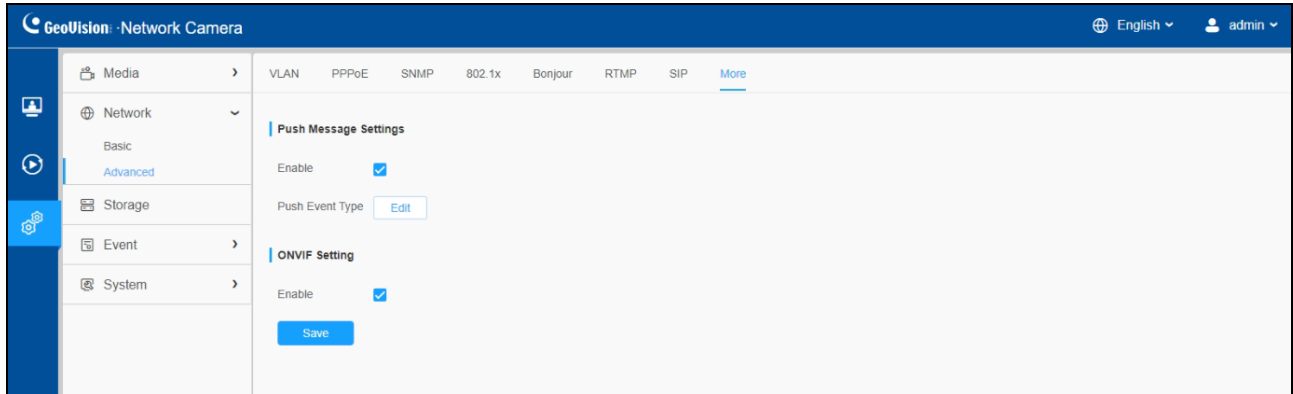 GeoVision ·Network Camera
English
admin
Media
Network
Basic
Advanced
Storage
Event
System
VLAN PPPoE SNMP 802.1x Bonjour RTMP SIP More
Push Message Settings
Enable
Push Event Type Edit
ONVIF Setting
Enable
Save